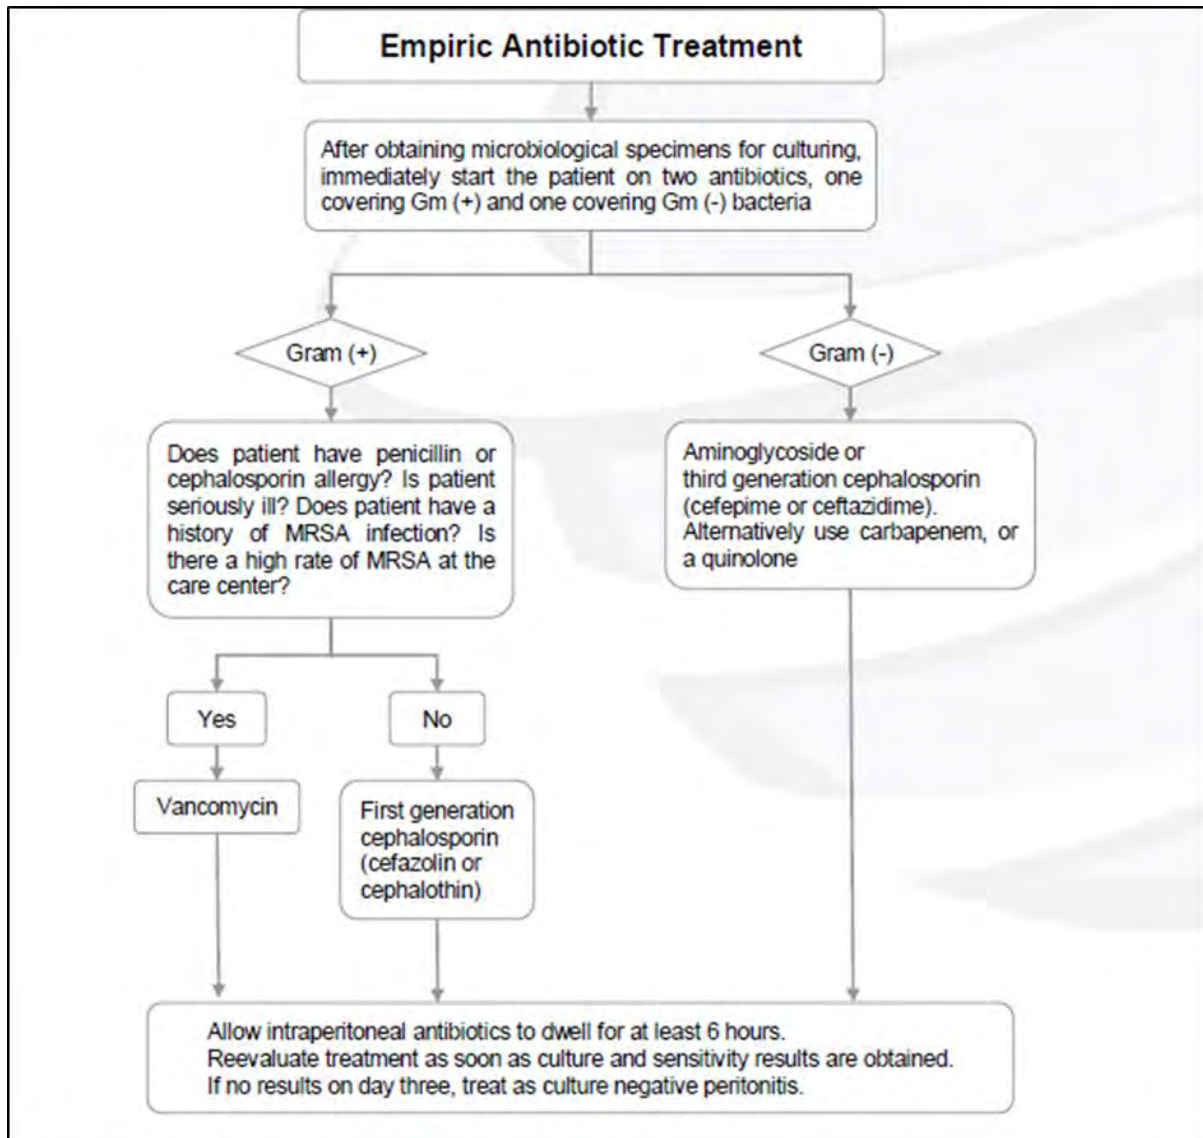 Empiric Antibiotic Treatment
After obtaining microbiological specimens for culturing,
immediately start the patient on two antibiotics, one
covering Gm (+) and one covering Gm (-) bacteria
Gram (+)
Gram (-)
Does patient have penicillin or
cephalosporin allergy? Is patient
seriously ill? Does patient have a
history of MRSA infection? Is
there a high rate of MRSA at the
care center?
Aminoglycoside or
third generation cephalosporin
(cefepime or ceftazidime).
Alternatively use carbapenem, or
a quinolone
Yes
No
Vancomycin
First generation
cephalosporin
(cefazolin or
cephalothin)
Allow intraperitoneal antibiotics to dwell for at least 6 hours.
Reevaluate treatment as soon as culture and sensitivity results are obtained.
If no results on day three, treat as culture negative peritonitis.